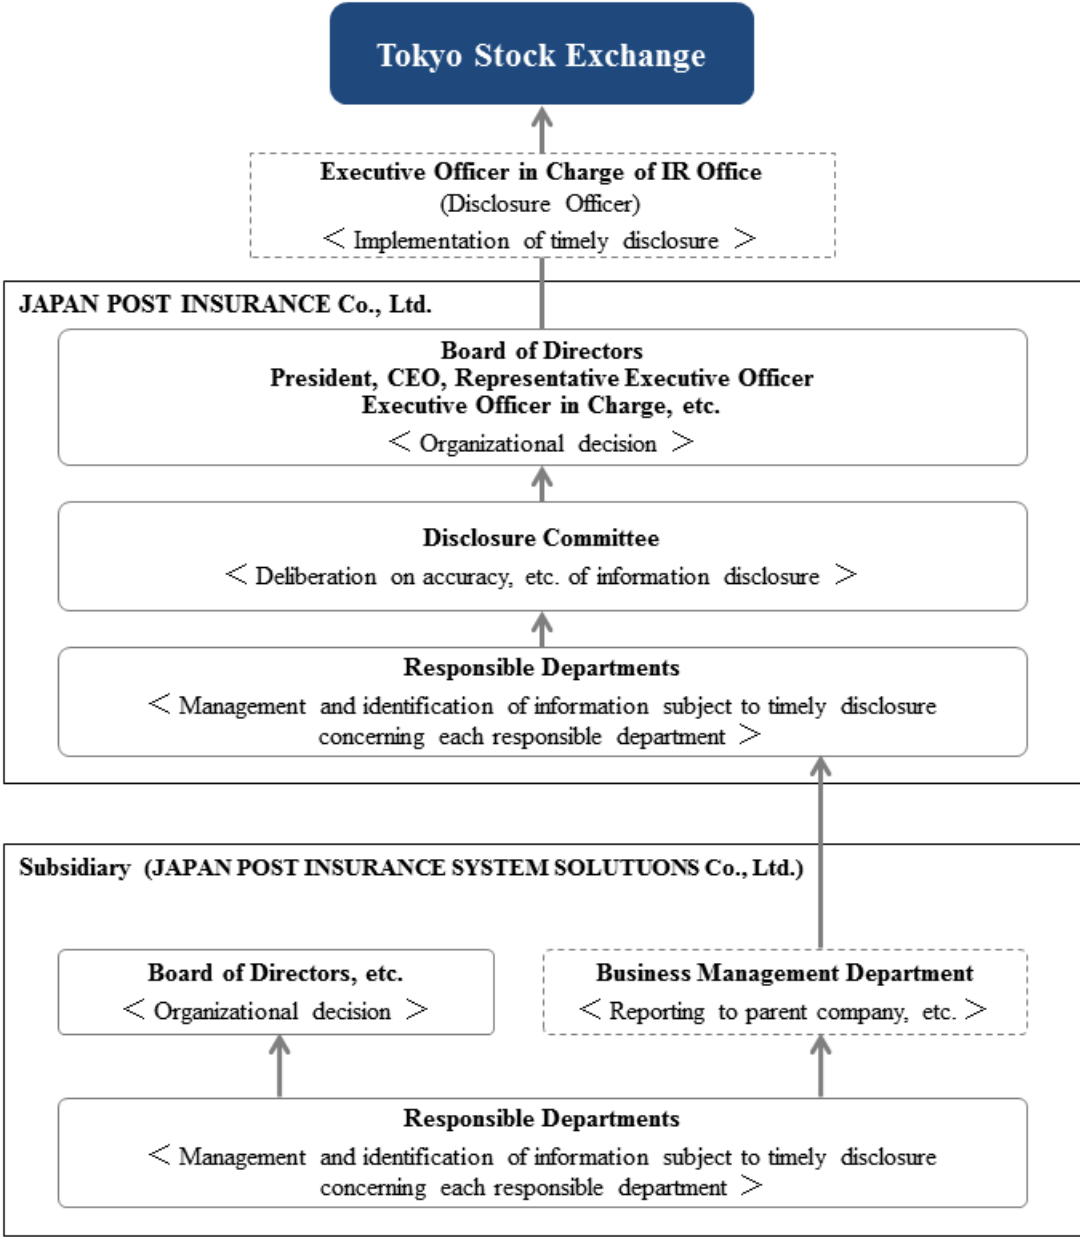 Tokyo Stock Exchange
Executive Officer in Charge of IR Office
(Disclosure Officer)
< Implementation of timely disclosure >
JAPAN POST INSURANCE Co., Ltd.
Board of Directors
President, CEO, Representative Executive Officer
Executive Officer in Charge, etc.
< Organizational decision >
Disclosure Committee
< Deliberation on accuracy, etc. of information disclosure >
Responsible Departments
< Management and identification of information subject to timely disclosure
concerning each responsible department >
Subsidiary (JAPAN POST INSURANCE SYSTEM SOLUTUONS Co., Ltd.)
Board of Directors, etc.
< Organizational decision >
Business Management Department
< Reporting to parent company, etc. >
Responsible Departments
< Management and identification of information subject to timely disclosure
concerning each responsible department >